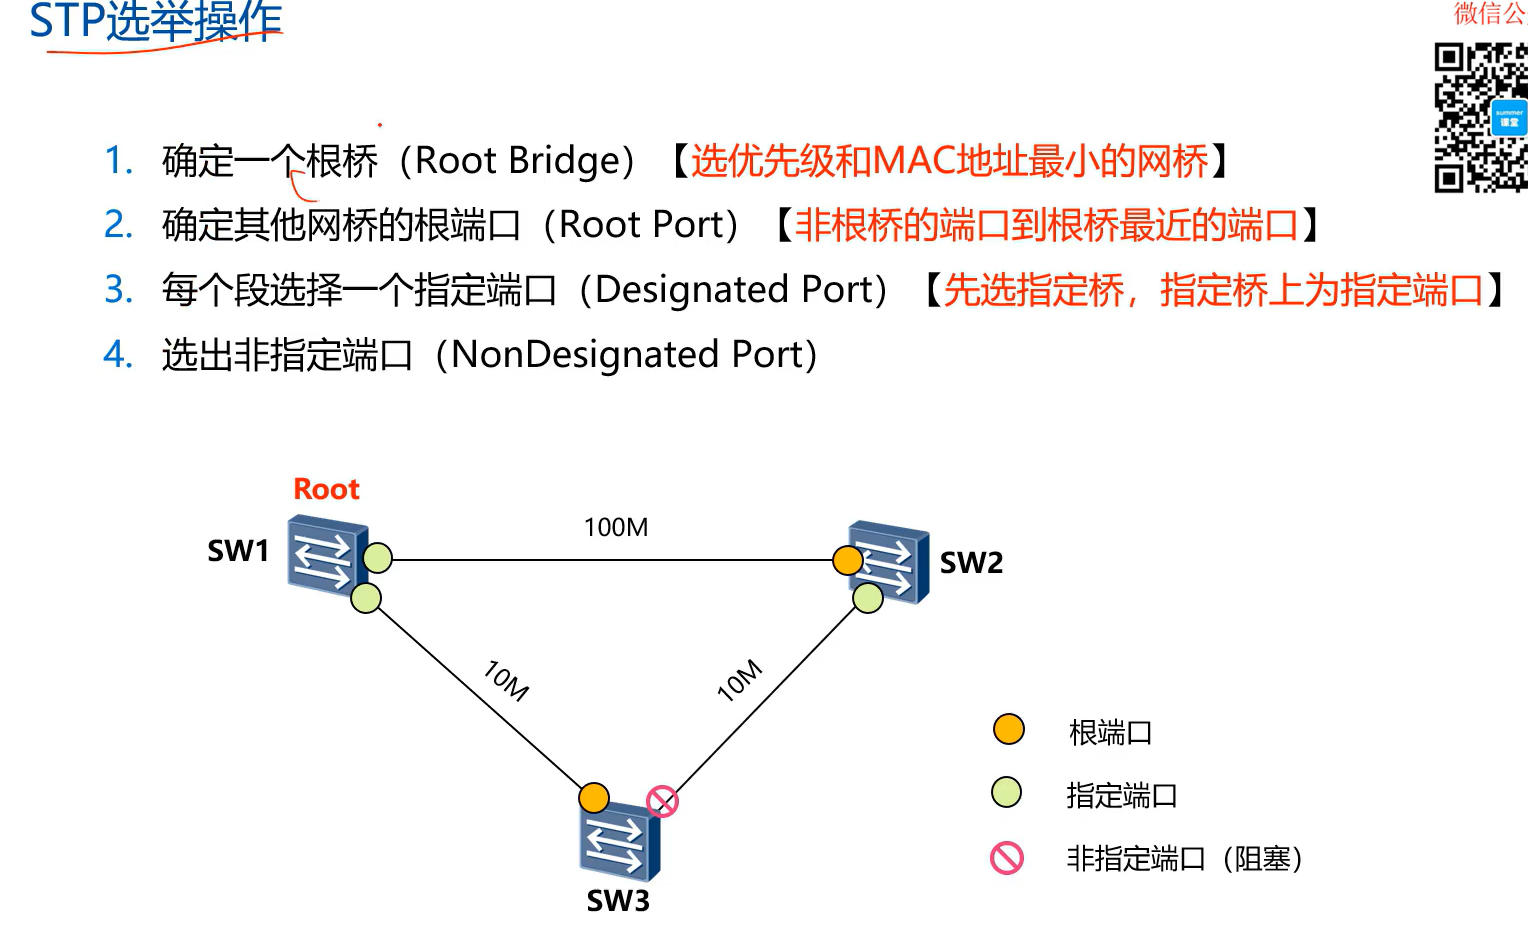 STP选举操作
微信公
summer
课堂
1. 确定一个根桥（Root Bridge）【选优先级和MAC地址最小的网桥】
2. 确定其他网桥的根端口（Root Port）【非根桥的端口到根桥最近的端口】
3. 每个段选择一个指定端口（Designated Port）【先选指定桥，指定桥上为指定端口】
4. 选出非指定端口（NonDesignated Port）
Root
SW1
100M
SW2
10M
10M
SW3
根端口
指定端口
非指定端口（阻塞）